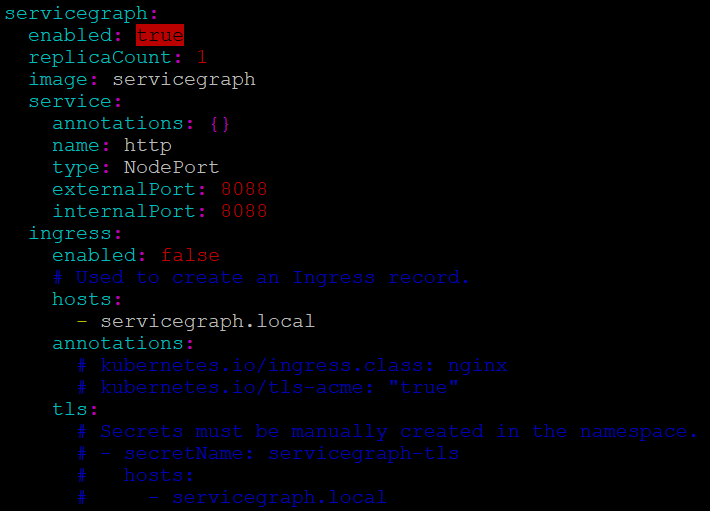 servicegraph:
  enabled: true
  replicaCount: 1
  image: servicegraph
  service:
    annotations: {}
    name: http
    type: NodePort
    externalPort: 8088
    internalPort: 8088
  ingress:
    enabled: false
    # Used to create an Ingress record.
    hosts:
      - servicegraph.local
    annotations:
      # kubernetes.io/ingress.class: nginx
      # kubernetes.io/tls-acme: "true"
    tls:
      # Secrets must be manually created in the namespace.
      # - secretName: servicegraph-tls
      #   hosts:
      #     - servicegraph.local